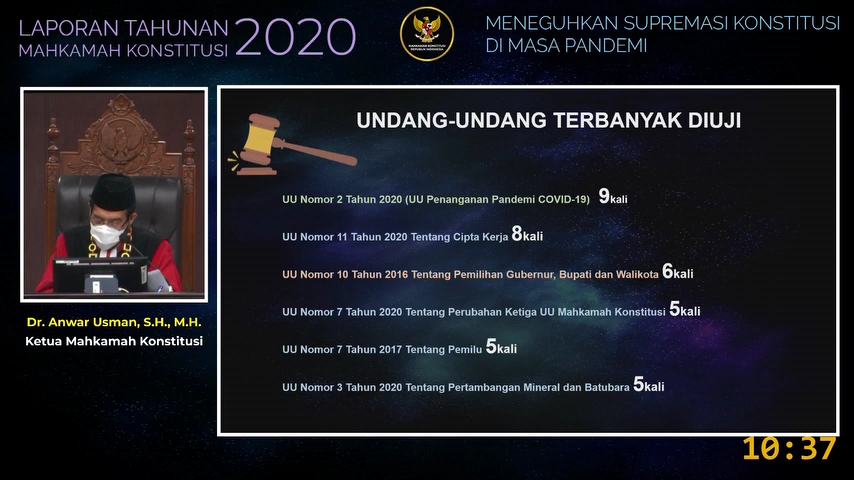 LAPORAN TAHUNAN
MAHKAMAH KONSTITUSI
2020
MAHKAMAH KONSTITUSI
REPUBLIK INDONESIA
MENEGUHKAN SUPREMASI KONSTITUSI
DI MASA PANDEMI
UNDANG-UNDANG TERBANYAK DIUJI
UU Nomor 2 Tahun 2020 (UU Penanganan Pandemi COVID-19) 9kali
UU Nomor 11 Tahun 2020 Tentang Cipta Kerja 8kali
UU Nomor 10 Tahun 2016 Tentang Pemilihan Gubernur, Bupati dan Walikota 6kali
UU Nomor 7 Tahun 2020 Tentang Perubahan Ketiga UU Mahkamah Konstitusi 5kali
UU Nomor 7 Tahun 2017 Tentang Pemilu 5kali
UU Nomor 3 Tahun 2020 Tentang Pertambangan Mineral dan Batubara 5kali
Dr. Anwar Usman, S.H., M.H.
Ketua Mahkamah Konstitusi
10:37